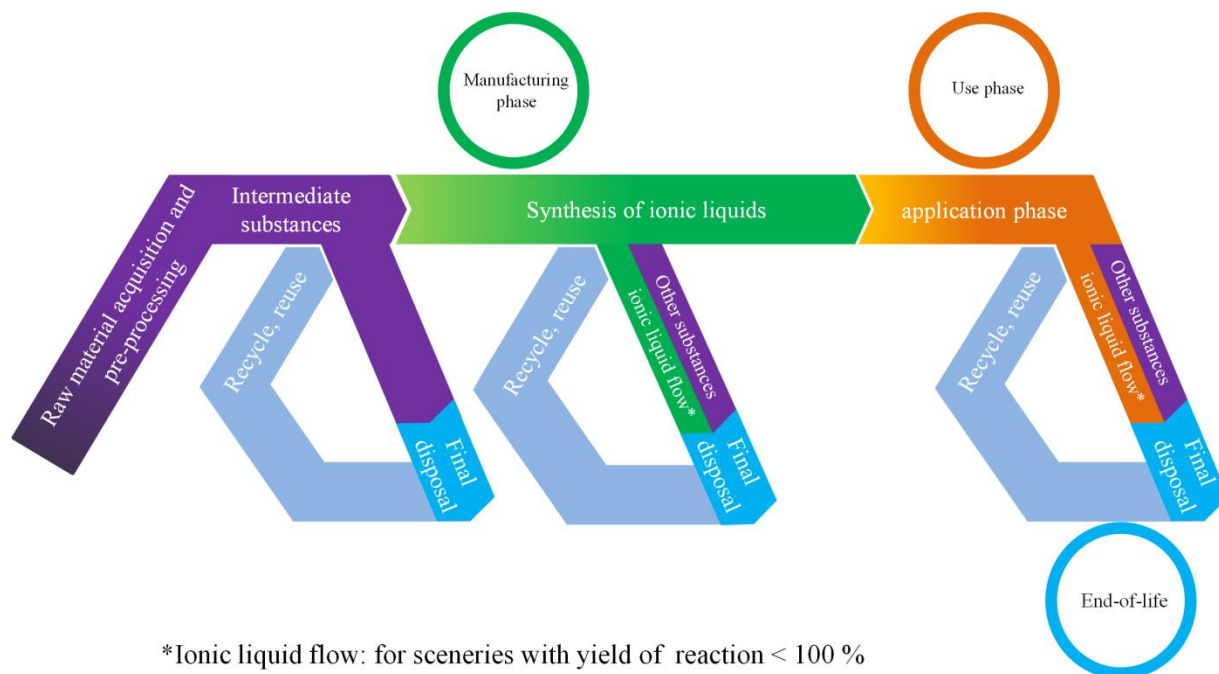 Manufacturing
phase
Use phase
Raw material acquisition and
pre-processing
Intermediate
substances
Synthesis of ionic liquids
application phase
Recycle, reuse
Final
disposal
Recycle, reuse
ionic liquid flow*
Other substances
Final
disposal
Recycle, reuse
ionic liquid flow*
Other substances
Final
disposal
End-of-life
*Ionic liquid flow: for sceneries with yield of reaction < 100 %